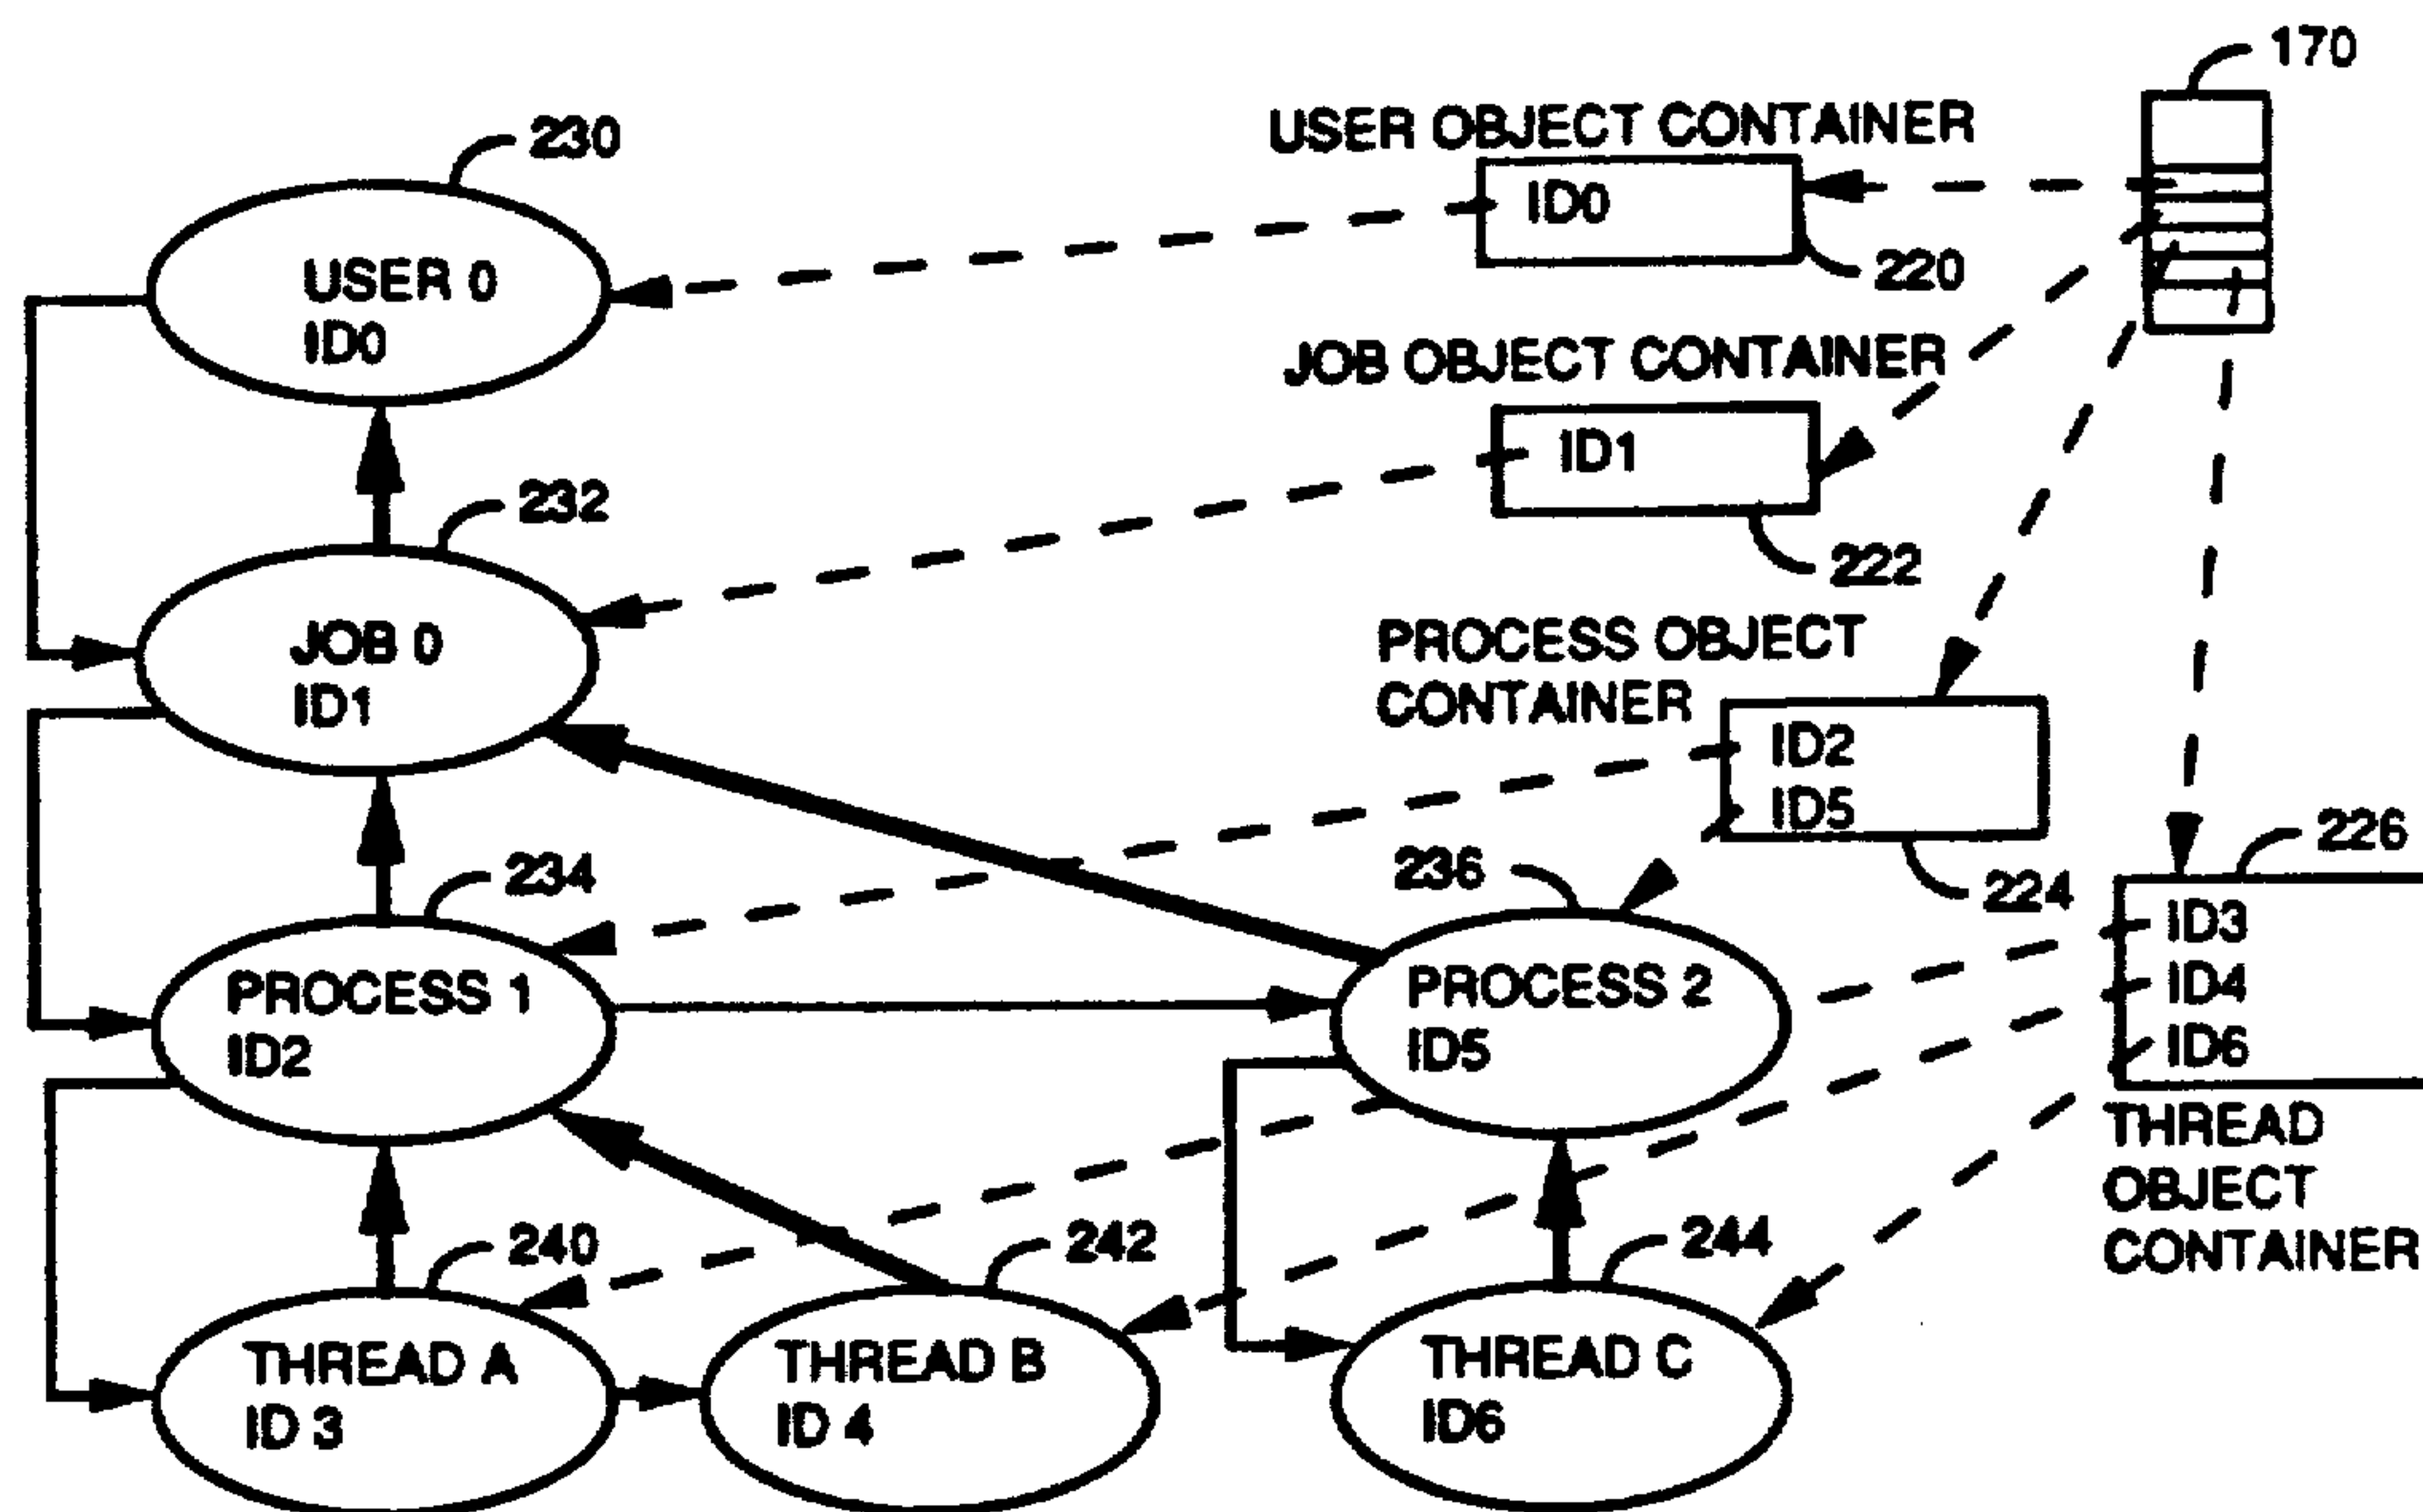 170
USER OBJECT CONTAINER
230
ID0
220
USER 0
ID0
JOB OBJECT CONTAINER
ID1
232
222
JOB 0
ID1
PROCESS OBJECT
CONTAINER
ID2
ID5
226
234
236
224
ID3
ID4
ID6
PROCESS 1
ID2
PROCESS 2
ID5
THREAD
OBJECT
CONTAINER
240
242
244
THREAD A
ID 3
THREAD B
ID 4
THREAD C
ID6